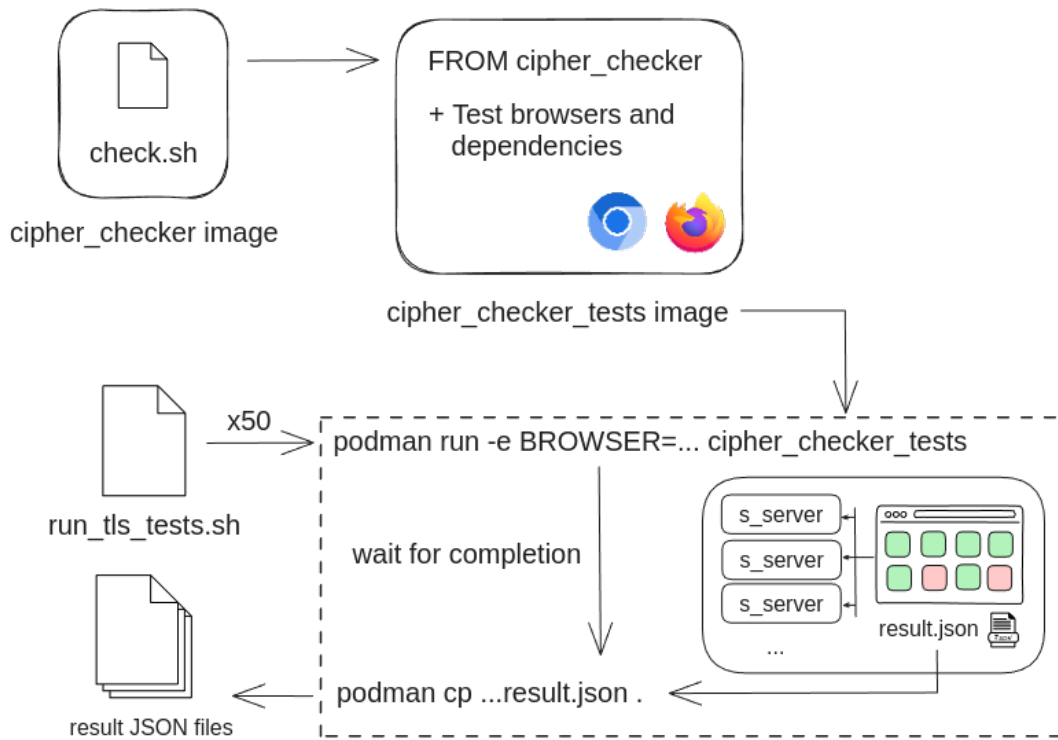 check.sh
cipher_checker image
FROM cipher_checker
+ Test browsers and
dependencies
cipher_checker_tests image
run_tls_tests.sh
x50
podman run -e BROWSER=... cipher_checker_tests
wait for completion
s_server
s_server
s_server
...
result.json
JSON
podman cp ...result.json .
result JSON files